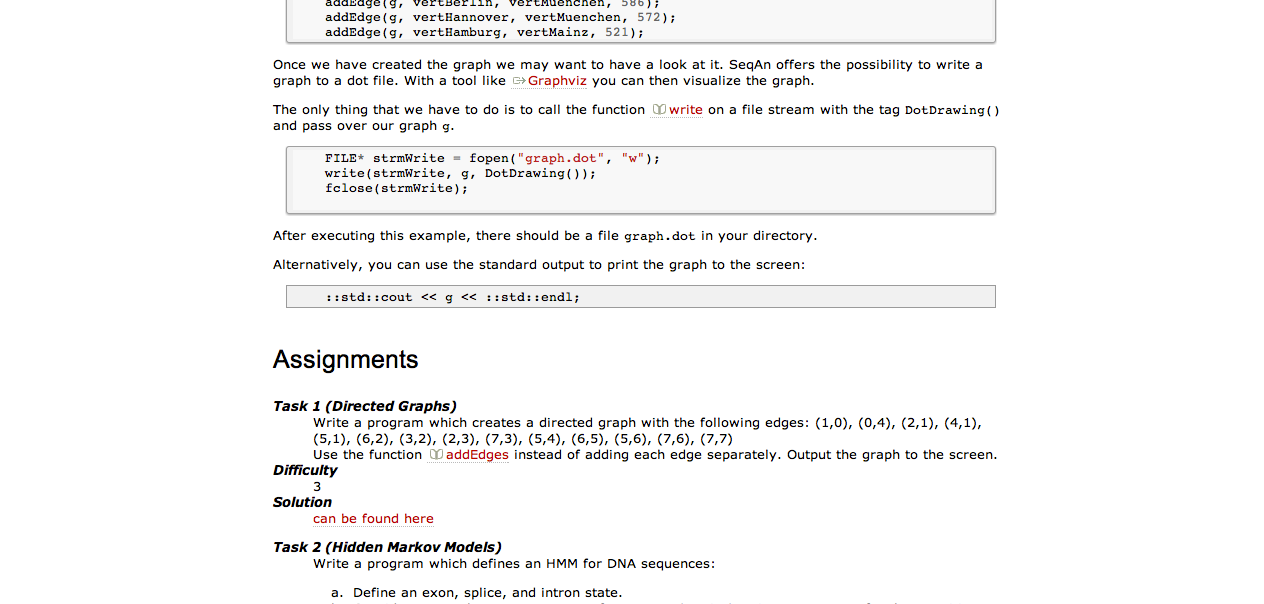 addEdge(g, vertBerlin, vertMuenchen, 586);
addEdge(g, vertHannover, vertMuenchen, 572);
addEdge(g, vertHamburg, vertMainz, 521);
Once we have created the graph we may want to have a look at it. SeqAn offers the possibility to write a
graph to a dot file. With a tool like Graphviz you can then visualize the graph.
The only thing that we have to do is to call the function write on a file stream with the tag DotDrawing()
and pass over our graph g.
FILE* strmWrite = fopen("graph.dot", "w");
write(strmWrite, g, DotDrawing());
fclose(strmWrite);
After executing this example, there should be a file graph.dot in your directory.
Alternatively, you can use the standard output to print the graph to the screen:
::std::cout << g << ::std::endl;
Assignments
Task 1 (Directed Graphs)
Write a program which creates a directed graph with the following edges: (1,0), (0,4), (2,1), (4,1),
(5,1), (6,2), (3,2), (2,3), (7,3), (5,4), (6,5), (5,6), (7,6), (7,7)
Use the function addEdges instead of adding each edge separately. Output the graph to the screen.
Difficulty
3
Solution
can be found here
Task 2 (Hidden Markov Models)
Write a program which defines an HMM for DNA sequences:
a. Define an exon, splice, and intron state.